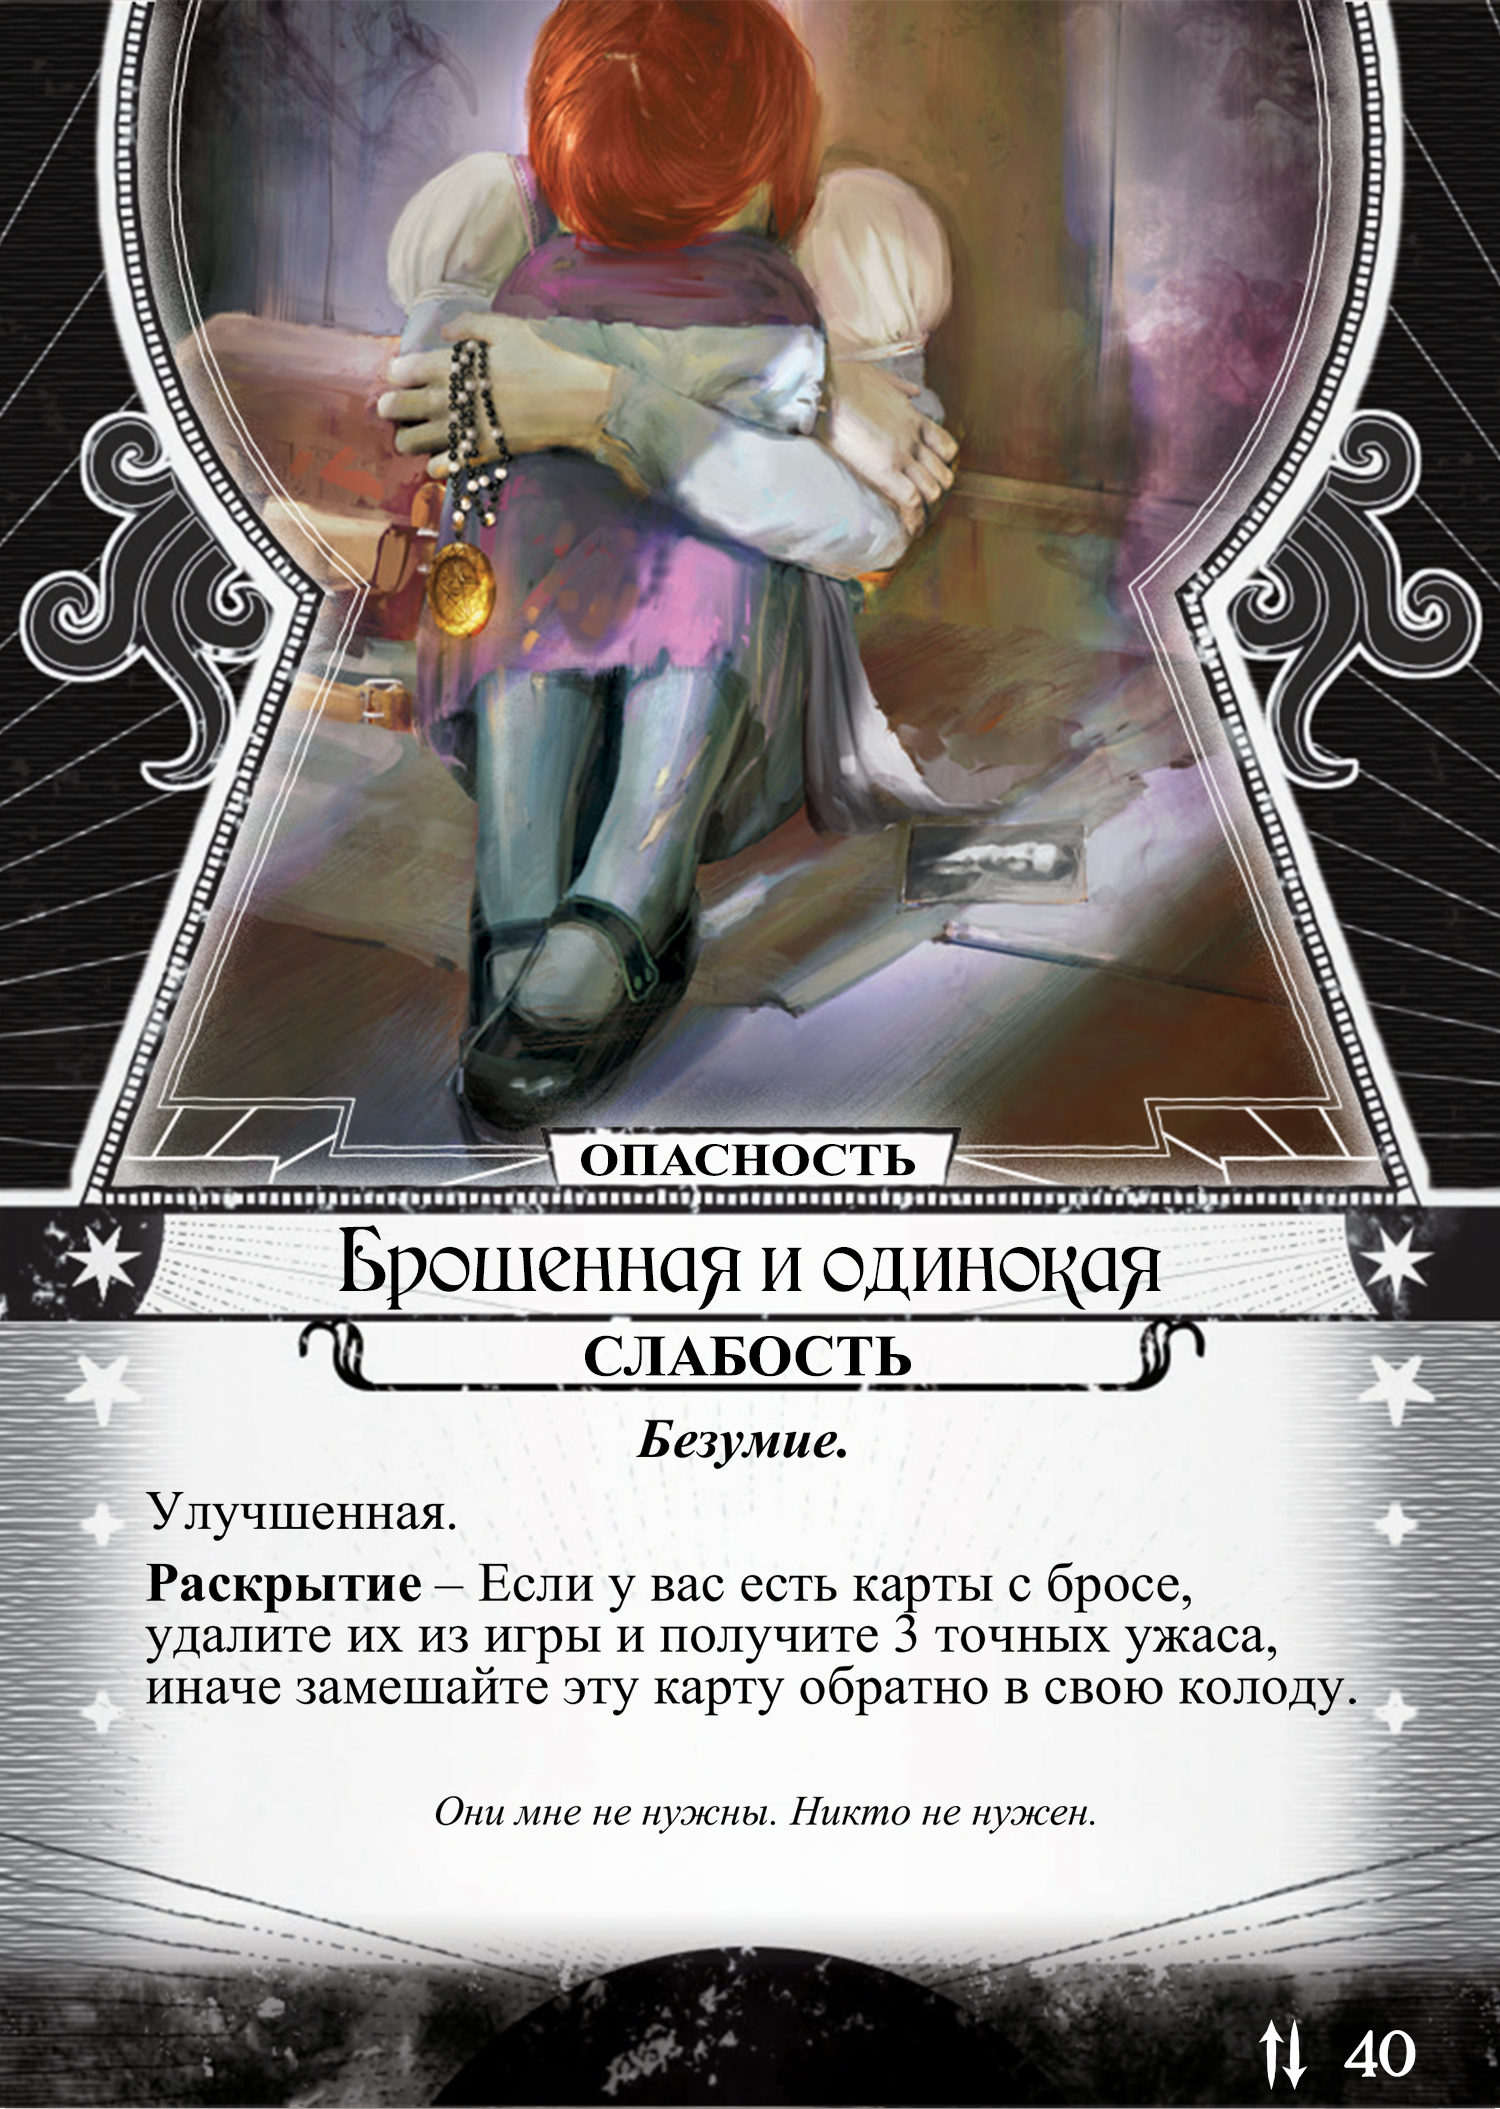 ОПАСНОСТЬ
Брошенная и одинокая
СЛАБОСТЬ
Безумие.
Улучшенная.
Раскрытие – Если у вас есть карты с бросе,
удалите их из игры и получите 3 точных ужаса,
иначе замешайте эту карту обратно в свою колоду.
Они мне не нужны. Никто не нужен.
40